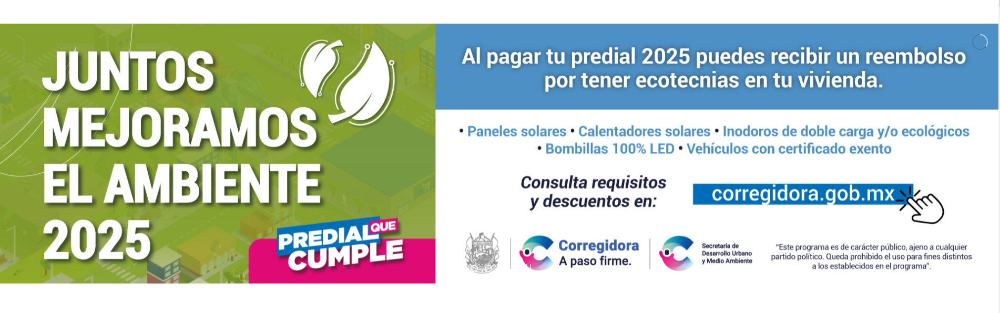 JUNTOS
MEJORAMOS
EL AMBIENTE
2025
PREDIAL QUE
CUMPLE
Al pagar tu predial 2025 puedes recibir un reembolso
por tener ecotecnias en tu vivienda.
• Paneles solares • Calentadores solares • Inodoros de doble carga y/o ecológicos
• Bombillas 100% LED • Vehículos con certificado exento
Consulta requisitos
y descuentos en:
corregidora.gob.mx
Corregidora
A paso firme.
Secretaría de
Desarrollo Urbano
y Medio Ambiente
“Este programa es de carácter público, ajeno a cualquier
partido político. Queda prohibido el uso para fines distintos
a los establecidos en el programa”.